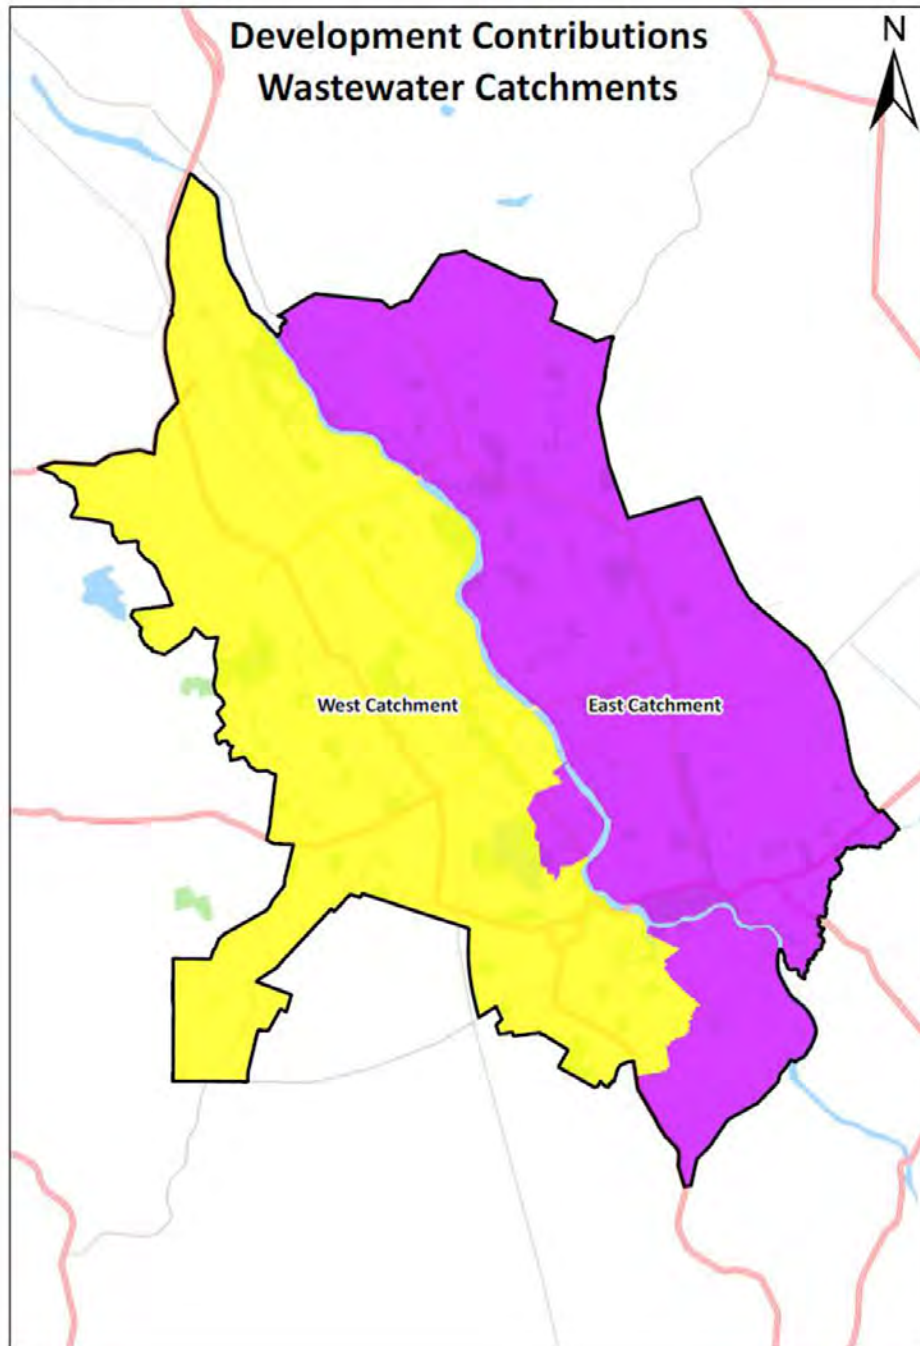 Development Contributions
Wastewater Catchments
N
West Catchment
East Catchment